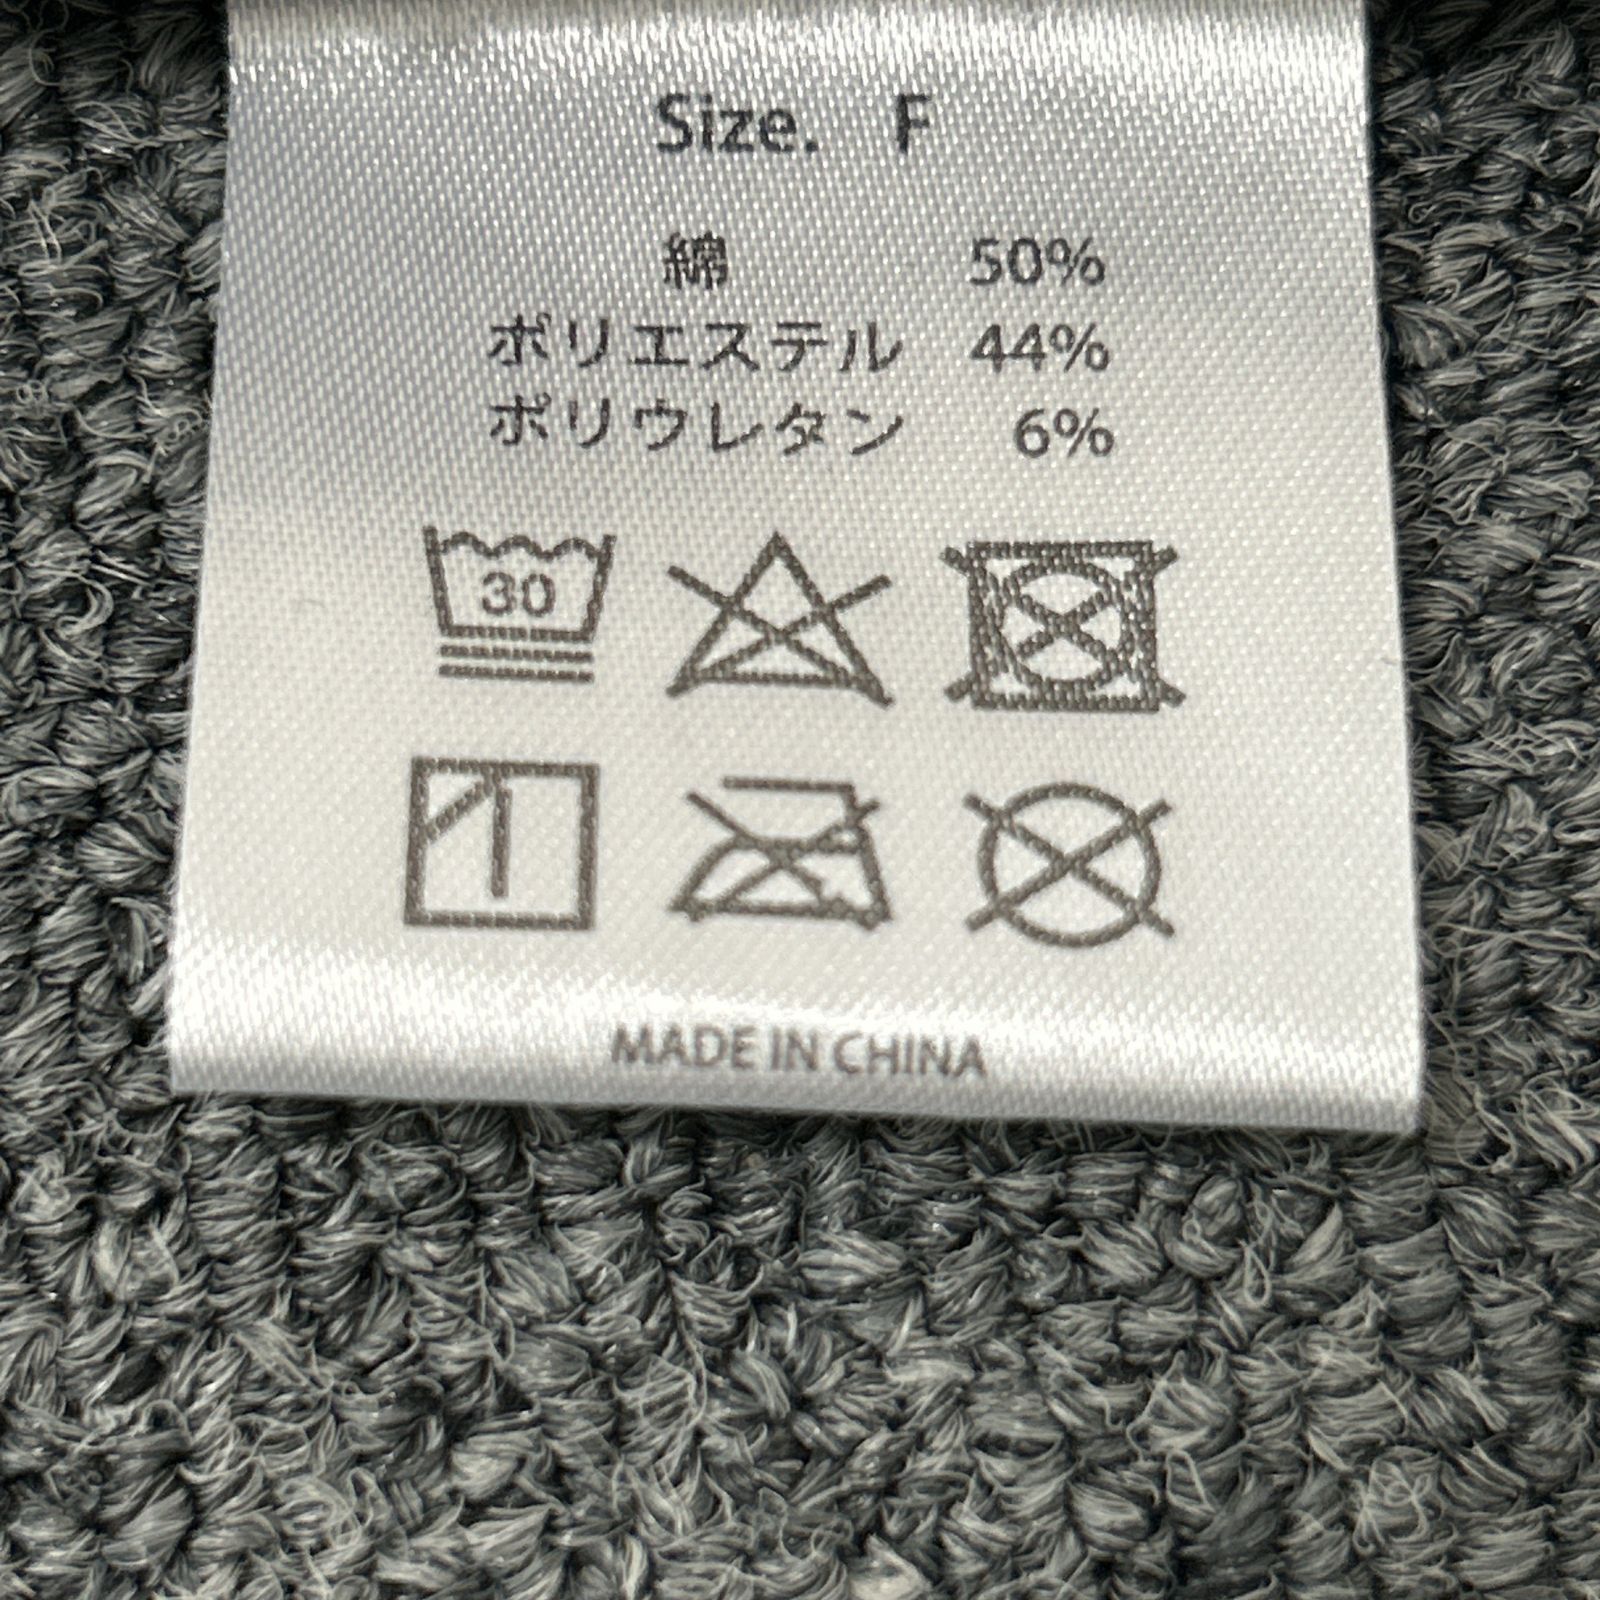 Size. F
綿 50%
ポリエステル 44%
ポリウレタン 6%
30
MADE IN CHINA